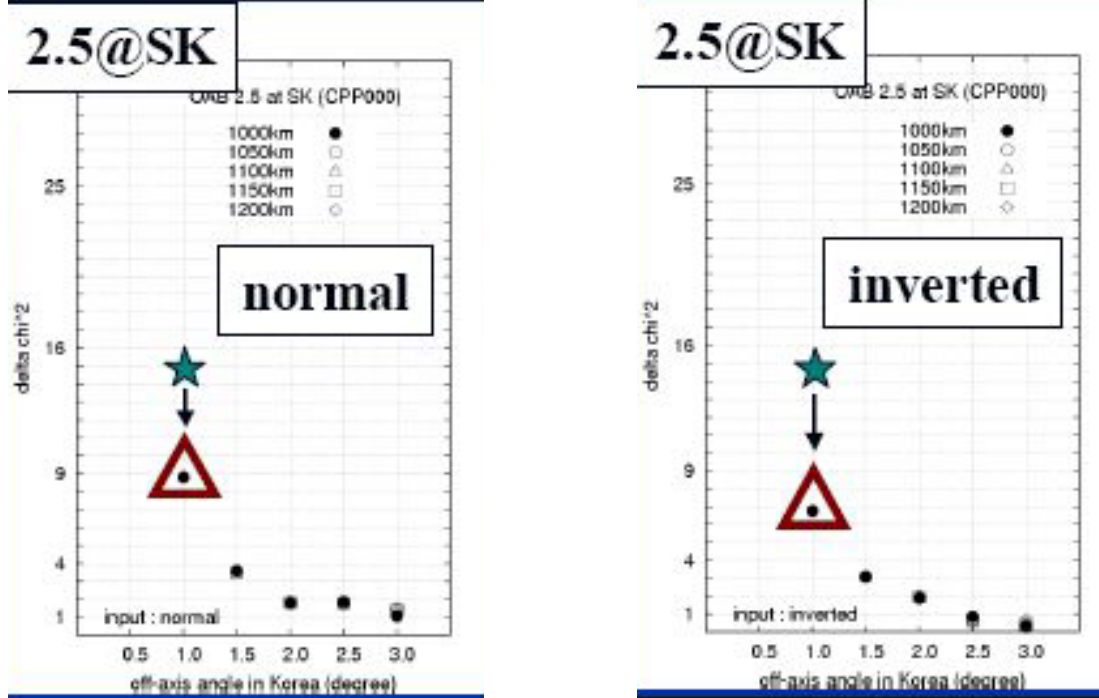 2.5@SK
OAB 2.5 at SK (CPP000)
1000km
1050km
1100km
1150km
1200km
25
normal
delta chi^2
16
9
4
1
input : normal
0.5 1.0 1.5 2.0 2.5 3.0
off-axis angle in Korea (degree)
2.5@SK
OAB 2.5 at SK (CPP000)
1000km
1050km
1100km
1150km
1200km
25
inverted
delta chi^2
16
9
4
1
input : inverted
0.5 1.0 1.5 2.0 2.5 3.0
off-axis angle in Korea (degree)